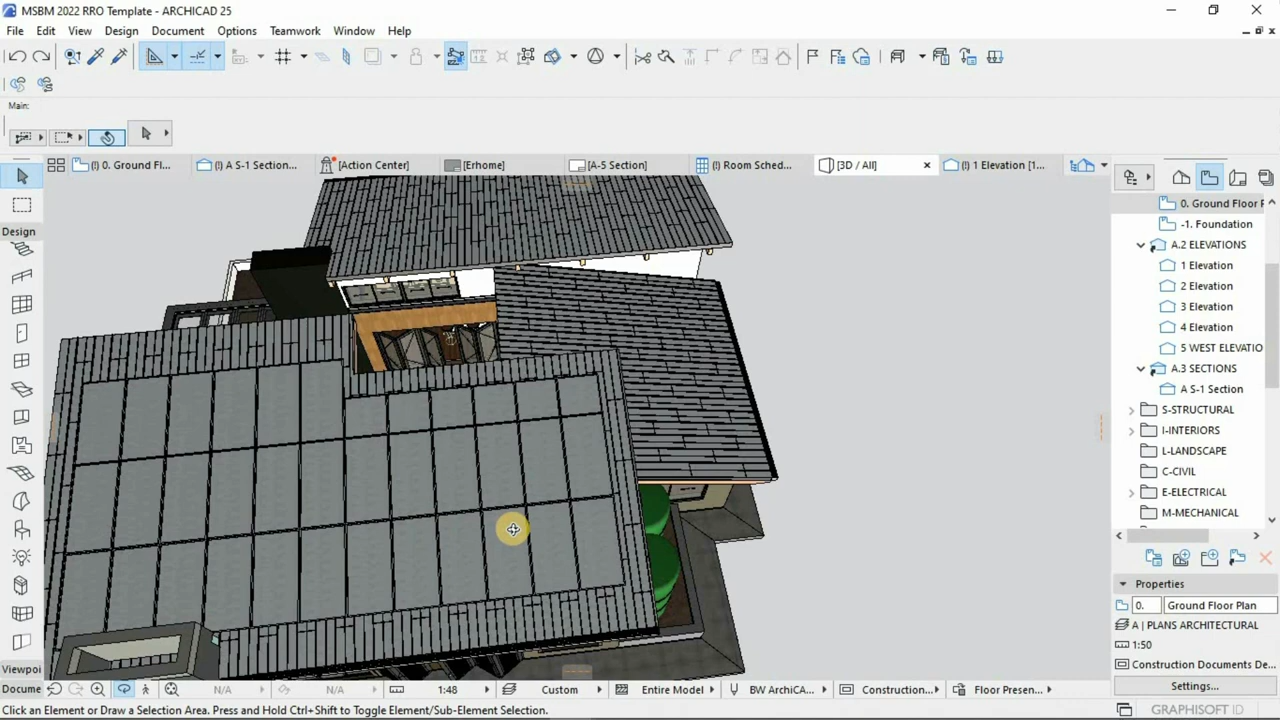 MSBM 2022 RRO Template - ARCHICAD 25
File Edit View Design Document Options Teamwork Window Help
Main:
(!) 0. Ground Fl... (!) A S-1 Section... [Action Center] [Erhome] [A-5 Section] (!) Room Sched... [3D / All] (!) 1 Elevation [1...
Design
0. Ground Floor P
-1. Foundation
A.2 ELEVATIONS
1 Elevation
2 Elevation
3 Elevation
4 Elevation
5 WEST ELEVATIO
A.3 SECTIONS
A S-1 Section
S-STRUCTURAL
I-INTERIORS
L-LANDSCAPE
C-CIVIL
E-ELECTRICAL
M-MECHANICAL
Properties
0. Ground Floor Plan
A | PLANS ARCHITECTURAL
1:50
Construction Documents De...
Settings...
Viewpoi
Docume N/A N/A 1:48 Custom Entire Model BW ArchiCA... Construction... Floor Presen...
Click an Element or Draw a Selection Area. Press and Hold Ctrl+Shift to Toggle Element/Sub-Element Selection.
GRAPHISOFT ID